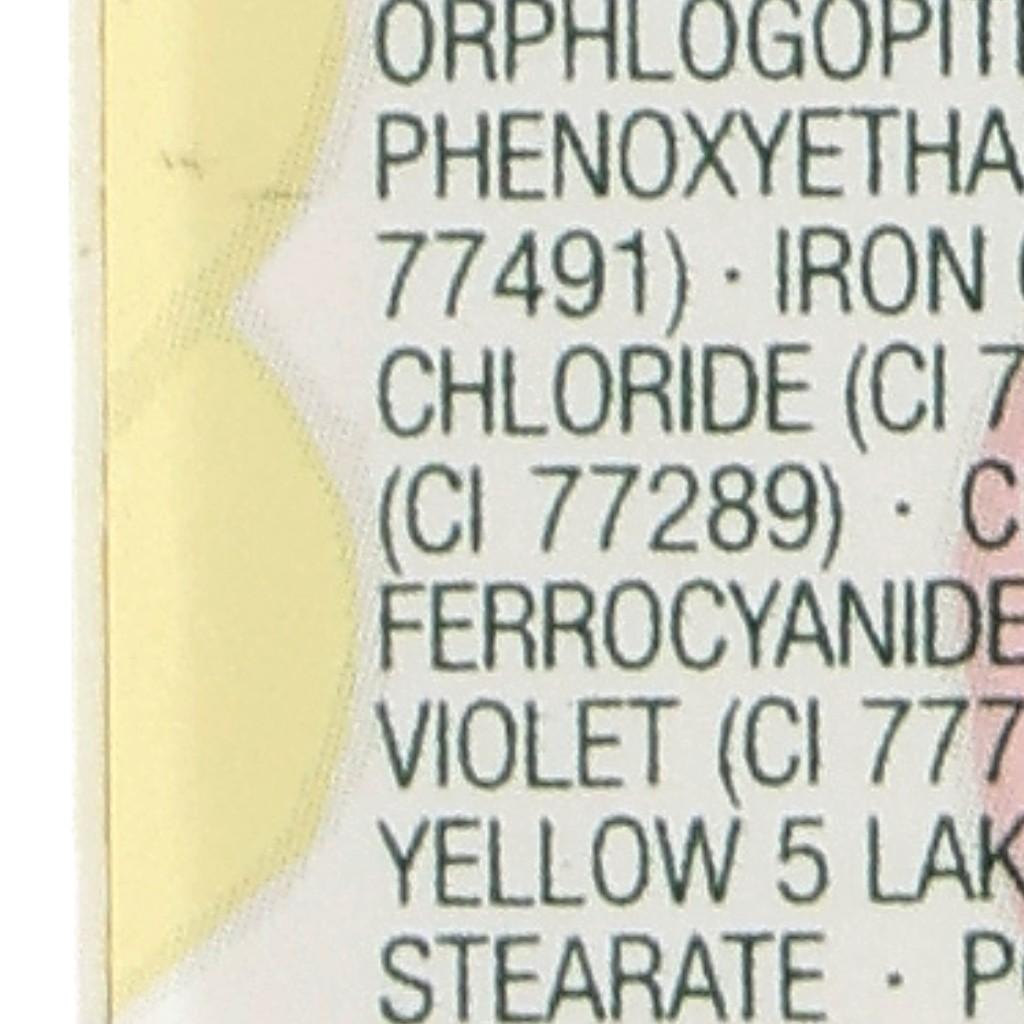 ORPHLOGOPIT
PHENOXYETHA
77491) · IRON
CHLORIDE (CI 7
(CI 77289) · C
FERROCYANIDE
VIOLET (CI 777
YELLOW 5 LAK
STEARATE · P